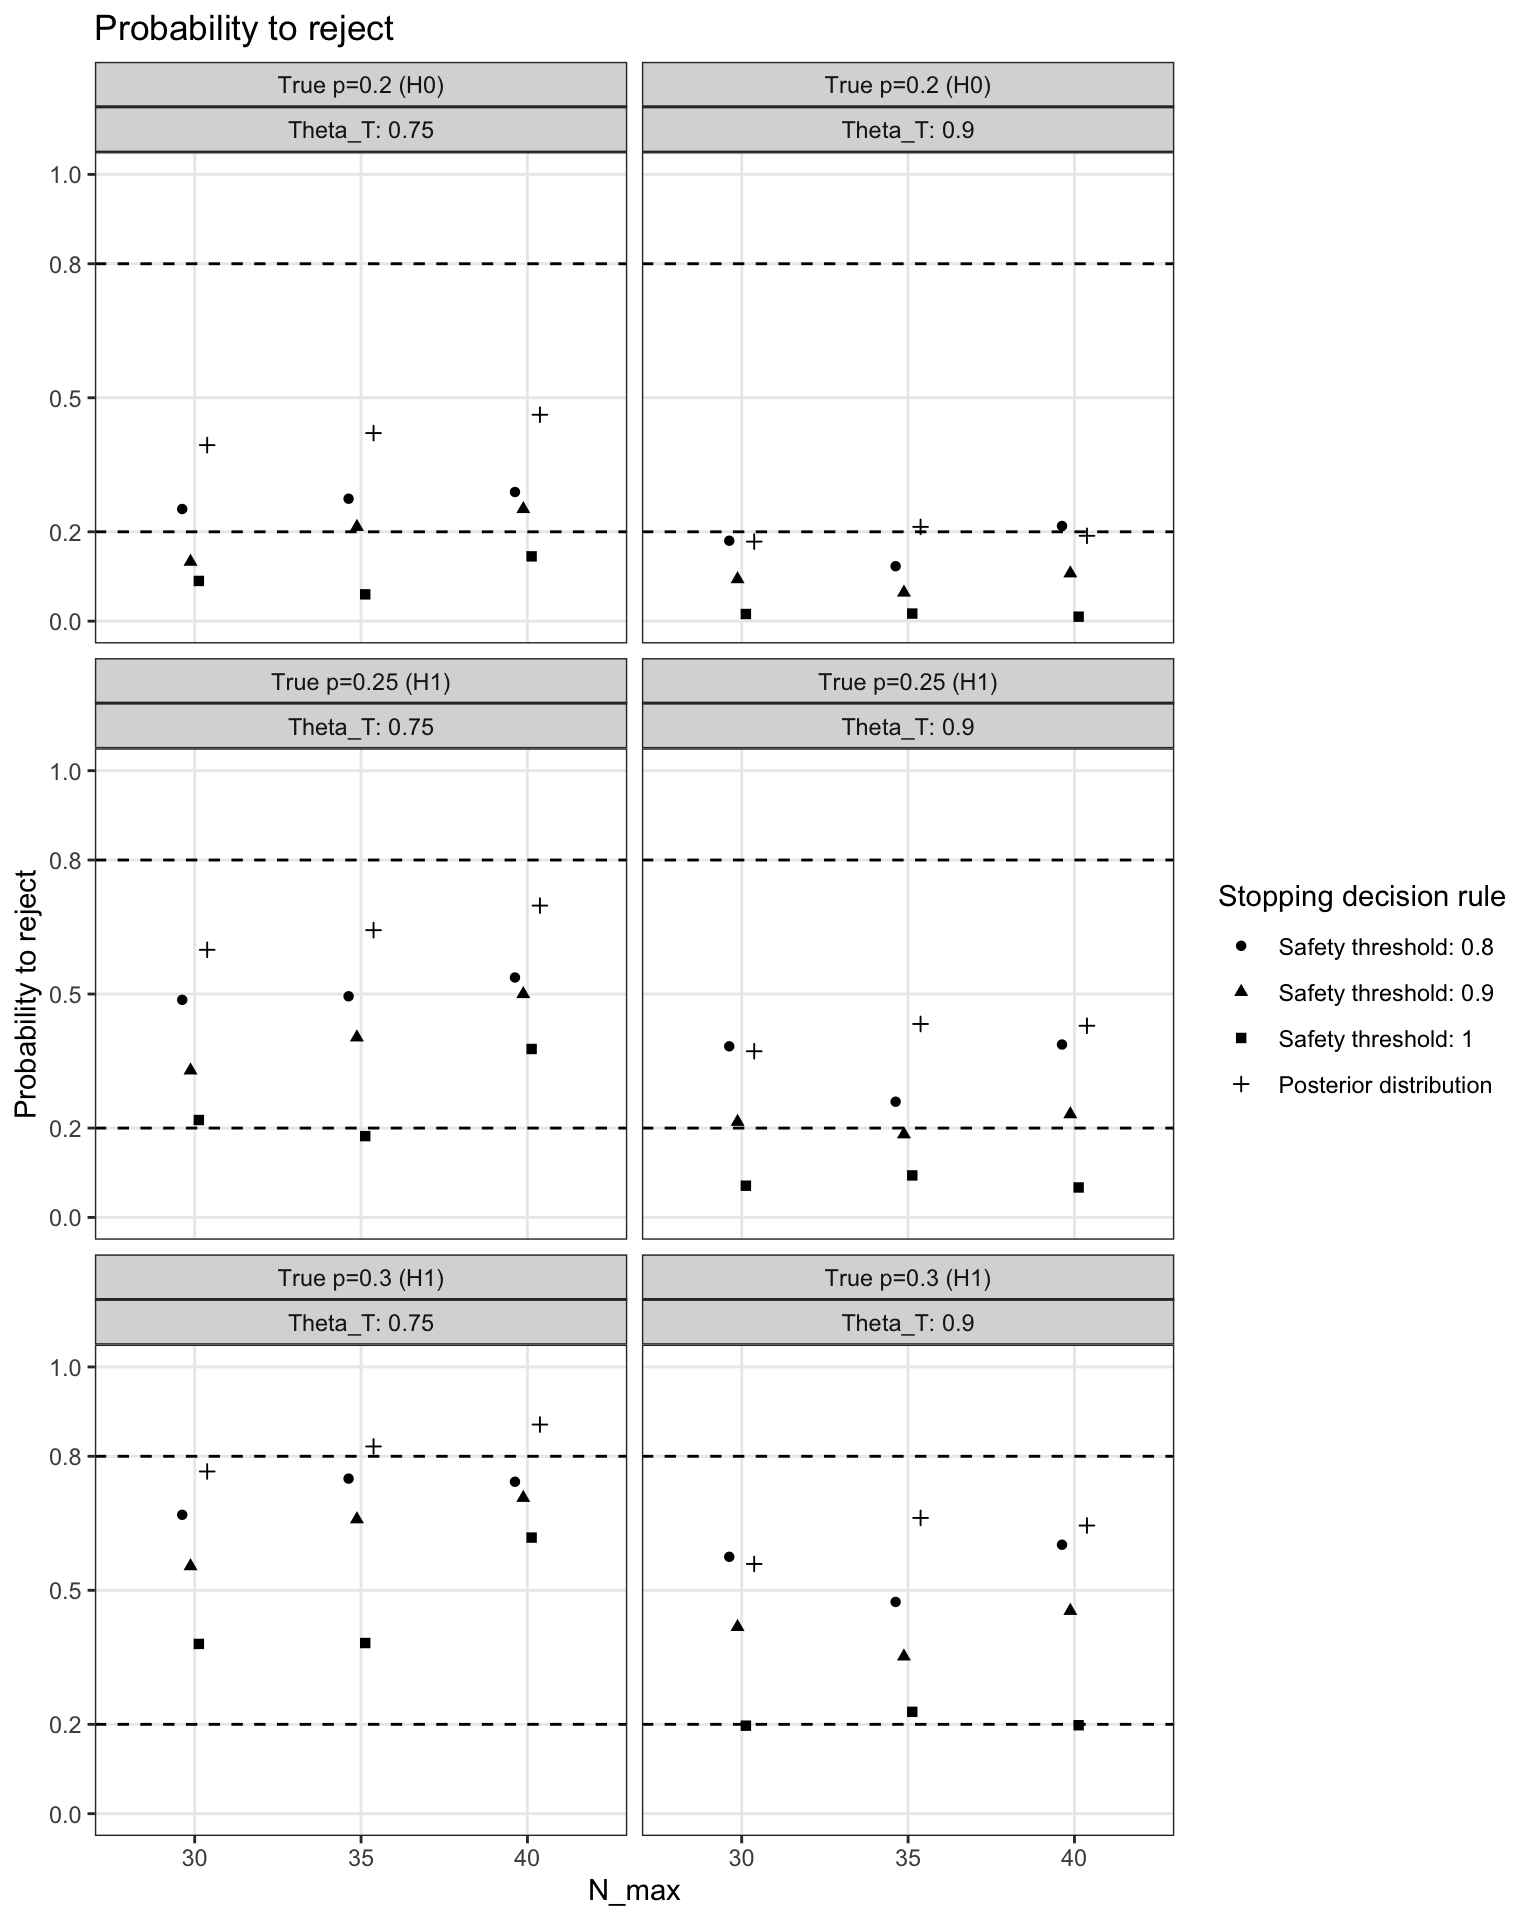 Probability to reject
True p=0.2 (H0)
True p=0.2 (H0)
Theta_T: 0.75
Theta_T: 0.9
1.0
0.8
0.5
0.2
0.0
True p=0.25 (H1)
True p=0.25 (H1)
Theta_T: 0.75
Theta_T: 0.9
1.0
0.8
0.5
0.2
0.0
True p=0.3 (H1)
True p=0.3 (H1)
Theta_T: 0.75
Theta_T: 0.9
1.0
0.8
0.5
0.2
0.0
30
35
40
30
35
40
N_max
Probability to reject
Stopping decision rule
Safety threshold: 0.8
Safety threshold: 0.9
Safety threshold: 1
Posterior distribution